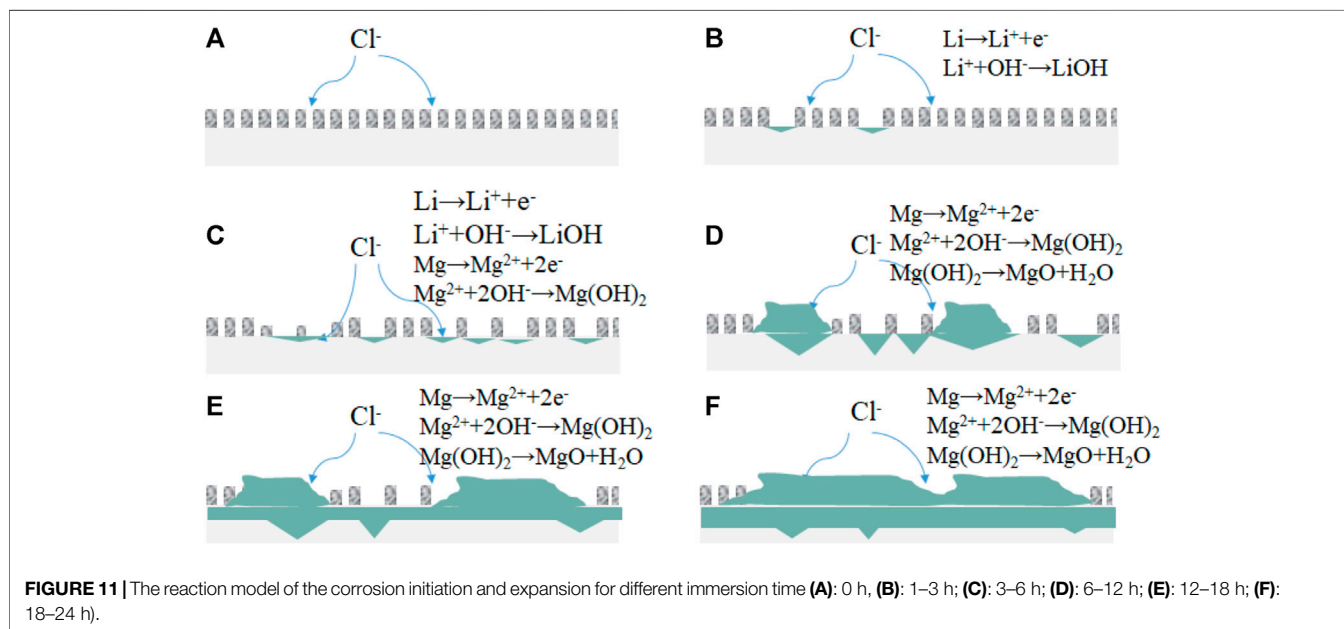 A
Cl-
B
Cl-
Li→Li⁺+e-
Li⁺+OH-→LiOH
C
Cl-
Li→Li⁺+e-
Li⁺+OH-→LiOH
Mg→Mg²⁺+2e-
Mg²⁺+2OH-→Mg(OH)₂
D
Cl-
Mg→Mg²⁺+2e-
Mg²⁺+2OH-→Mg(OH)₂
Mg(OH)₂→MgO+H₂O
E
Cl-
Mg→Mg²⁺+2e-
Mg²⁺+2OH-→Mg(OH)₂
Mg(OH)₂→MgO+H₂O
F
Cl-
Mg→Mg²⁺+2e-
Mg²⁺+2OH-→Mg(OH)₂
Mg(OH)₂→MgO+H₂O
FIGURE 11 | The reaction model of the corrosion initiation and expansion for different immersion time (A): 0 h, (B): 1–3 h; (C): 3–6 h; (D): 6–12 h; (E): 12–18 h; (F):
18–24 h).